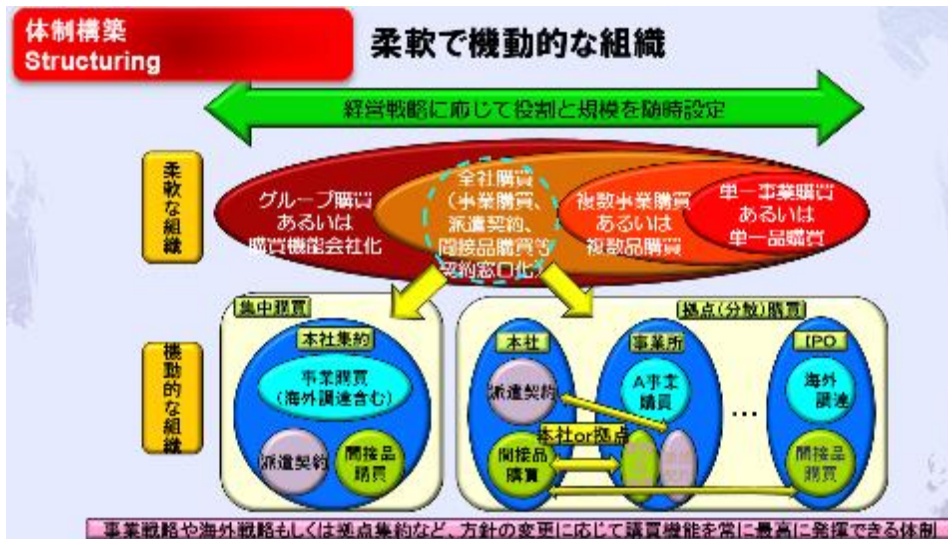 体制構築
Structuring
柔軟で機動的な組織
経営戦略に応じて役割と規模を随時設定
柔軟な組織
グループ購買
あるいは
購買機能会社化
全社購買
(事業購買、
派遣契約、
間接品購買等
契約窓口化)
複数事業購買
あるいは
複数品購買
単一事業購買
あるいは
単一品購買
機動的な組織
集中購買
本社集約
事業購買
(海外調達含む)
派遣契約
間接品
購買
拠点(分散)購買
本社
派遣契約
本社or拠点
間接品
購買
事業所
A事業
購買
…
IPO
海外
調達
間接品
購買
事業戦略や海外戦略もしくは拠点集約など、方針の変更に応じて購買機能を常に最高に発揮できる体制